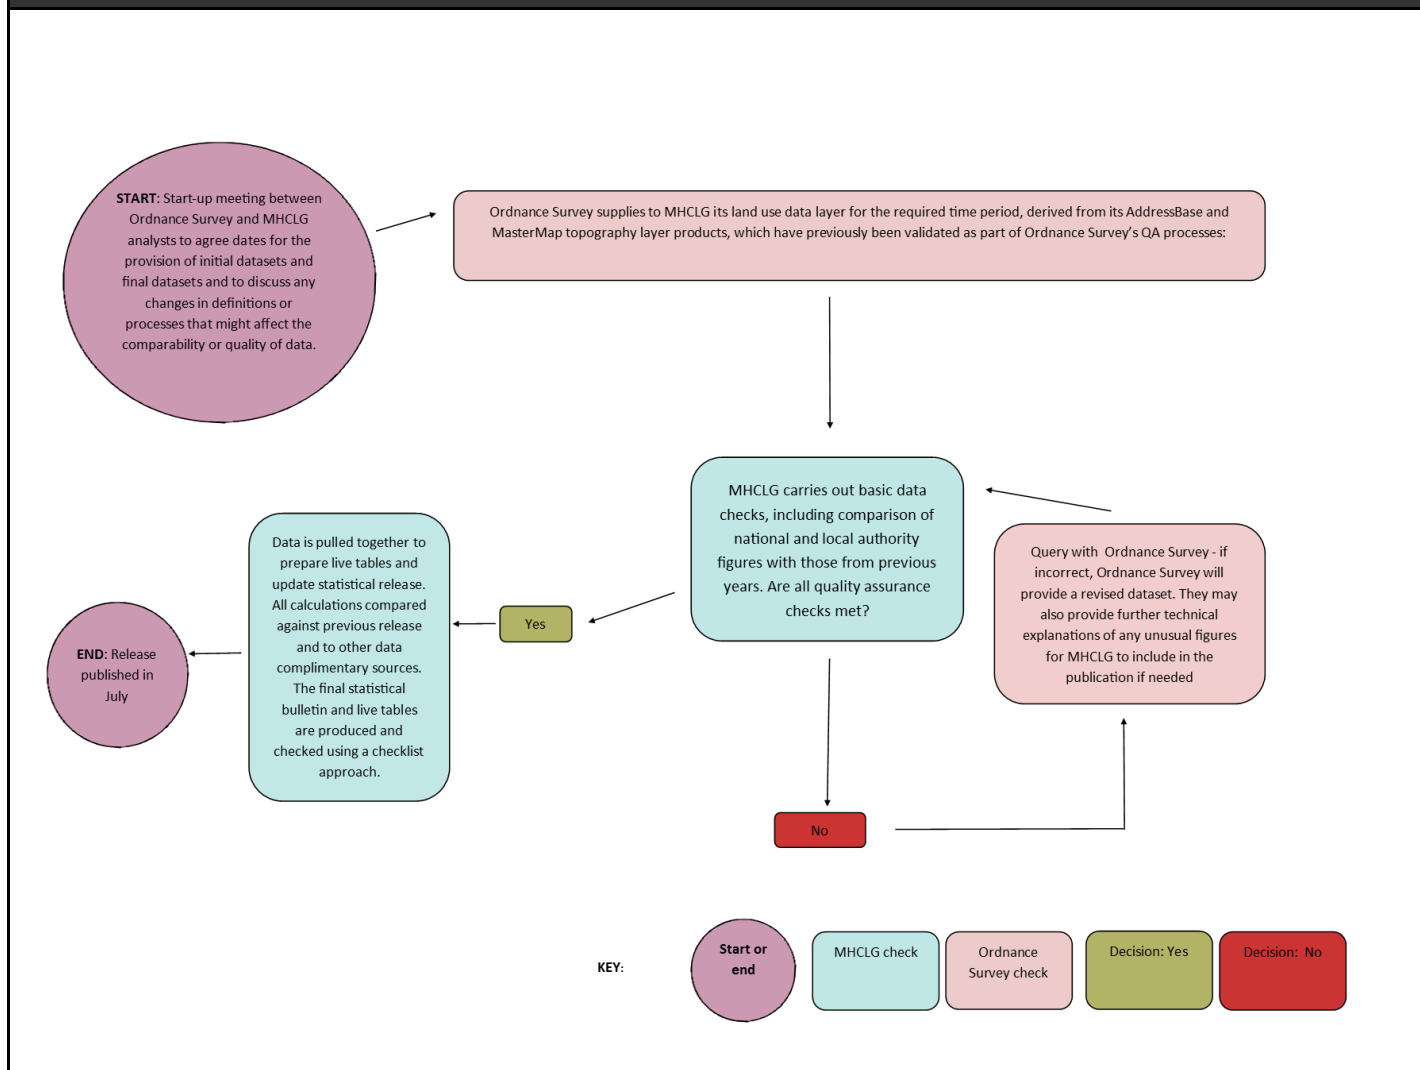 START: Start-up meeting between
Ordnance Survey and MHCLG
analysts to agree dates for the
provision of initial datasets and
final datasets and to discuss any
changes in definitions or
processes that might affect the
comparability or quality of data.
Ordnance Survey supplies to MHCLG its land use data layer for the required time period, derived from its AddressBase and
MasterMap topography layer products, which have previously been validated as part of Ordnance Survey’s QA processes:
MHCLG carries out basic data
checks, including comparison of
national and local authority
figures with those from previous
years. Are all quality assurance
checks met?
Query with  Ordnance Survey - if
incorrect, Ordnance Survey will
provide a revised dataset. They may
also provide further technical
explanations of any unusual figures
for MHCLG to include in the
publication if needed
No
Yes
Data is pulled together to
prepare live tables and
update statistical release.
All calculations compared
against previous release
and to other data
complimentary sources.
The final statistical
bulletin and live tables
are produced and
checked using a checklist
approach.
END: Release
published in
July
KEY:
Start or
end
MHCLG check
Ordnance
Survey check
Decision: Yes
Decision:  No